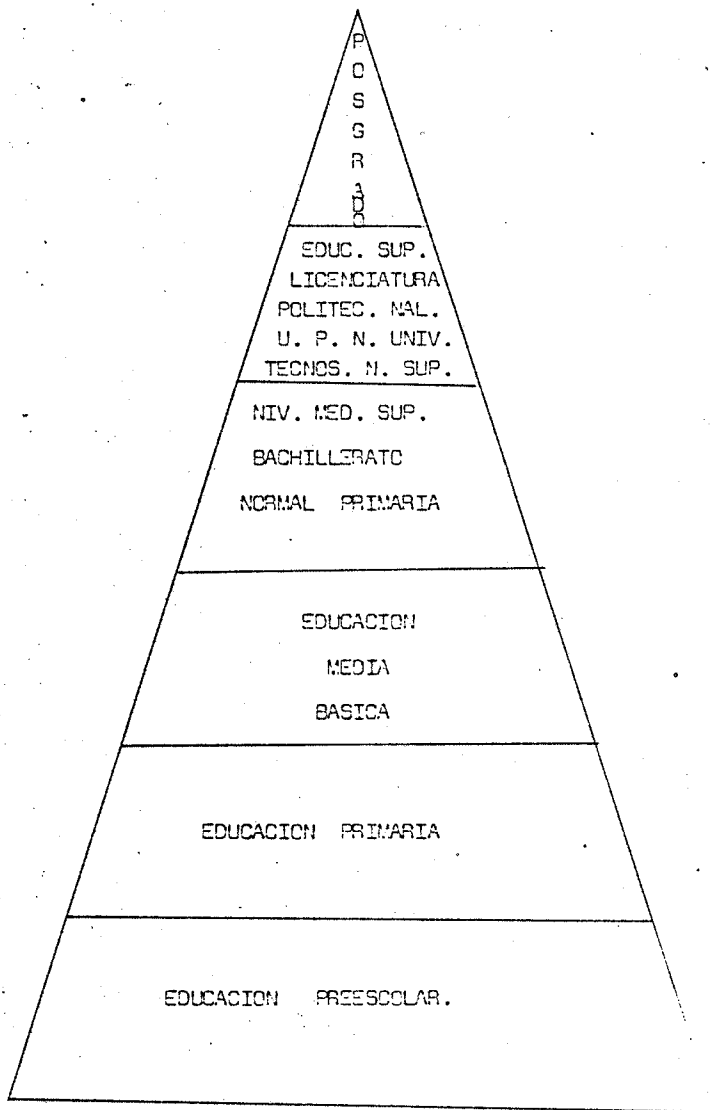 POSGRADO
EDUC. SUP.
LICENCIATURA
POLITEC. NAL.
U. P. N. UNIV.
TECNOS. N. SUP.
NIV. MED. SUP.
BACHILLERATO
NORMAL PRIMARIA
EDUCACION
MEDIA
BASICA
EDUCACION PRIMARIA
EDUCACION PREESCOLAR.